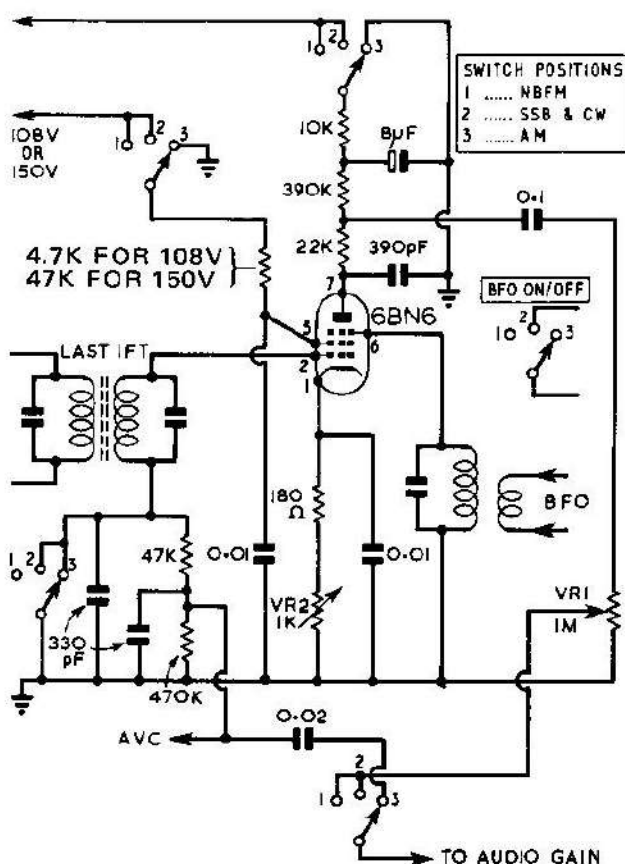 1
2
3
SWITCH POSITIONS
1 ...... NBFM
2 ...... SSB & CW
3 ...... AM
108V
OR
150V
1
2
3
10K
8µF
390K
0·1
4.7K FOR 108V
47K FOR 150V
22K
390pF
7
6BN6
BFO ON/OFF
5
6
2
1
1
2
3
LAST IFT
BFO
180
Ω
1
2
3
47K
0·01
0·01
VR2
1K
VR1
1M
330
pF
470K
0·02
AVC
1
2
3
TO AUDIO GAIN